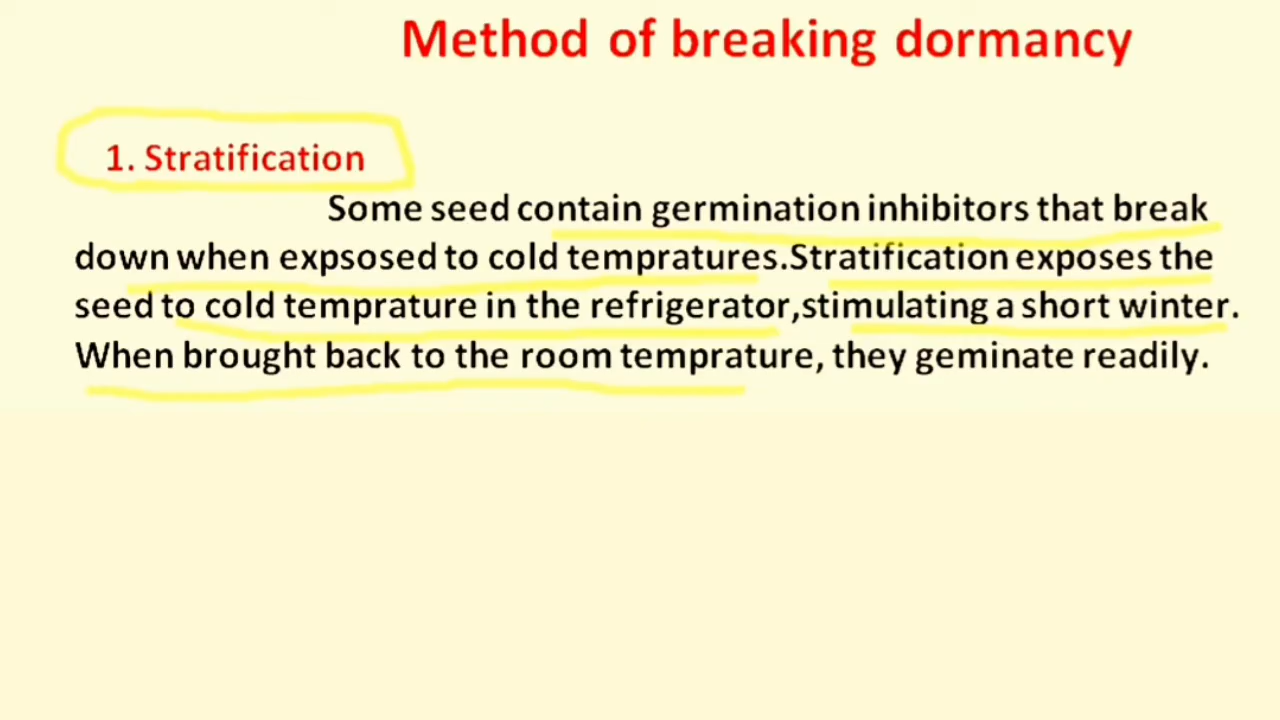 Method of breaking dormancy
1. Stratification
Some seed contain germination inhibitors that break
down when expsosed to cold tempratures.Stratification exposes the
seed to cold temprature in the refrigerator,stimulating a short winter.
When brought back to the room temprature, they geminate readily.